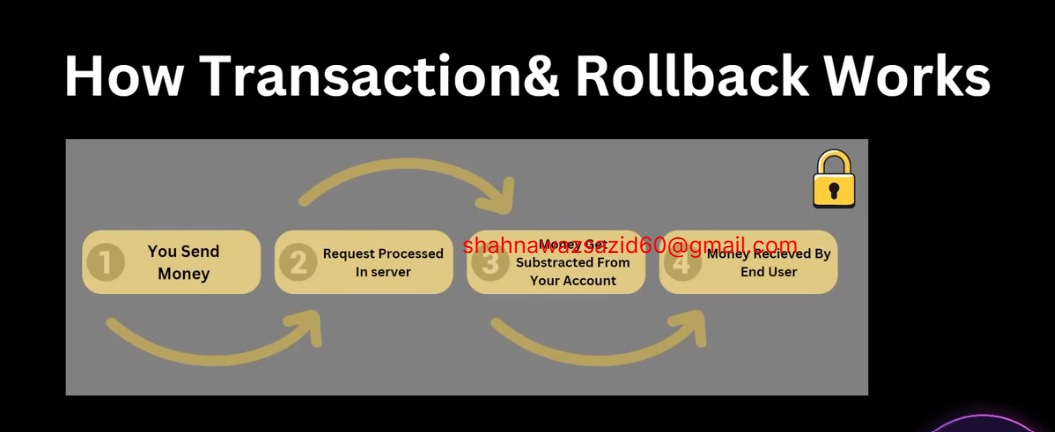 How Transaction& Rollback Works
1
You Send
Money
2
Request Processed
In server
3
Money Get
Substracted From
Your Account
4
Money Recieved By
End User
shahnawazsazid60@gmail.com